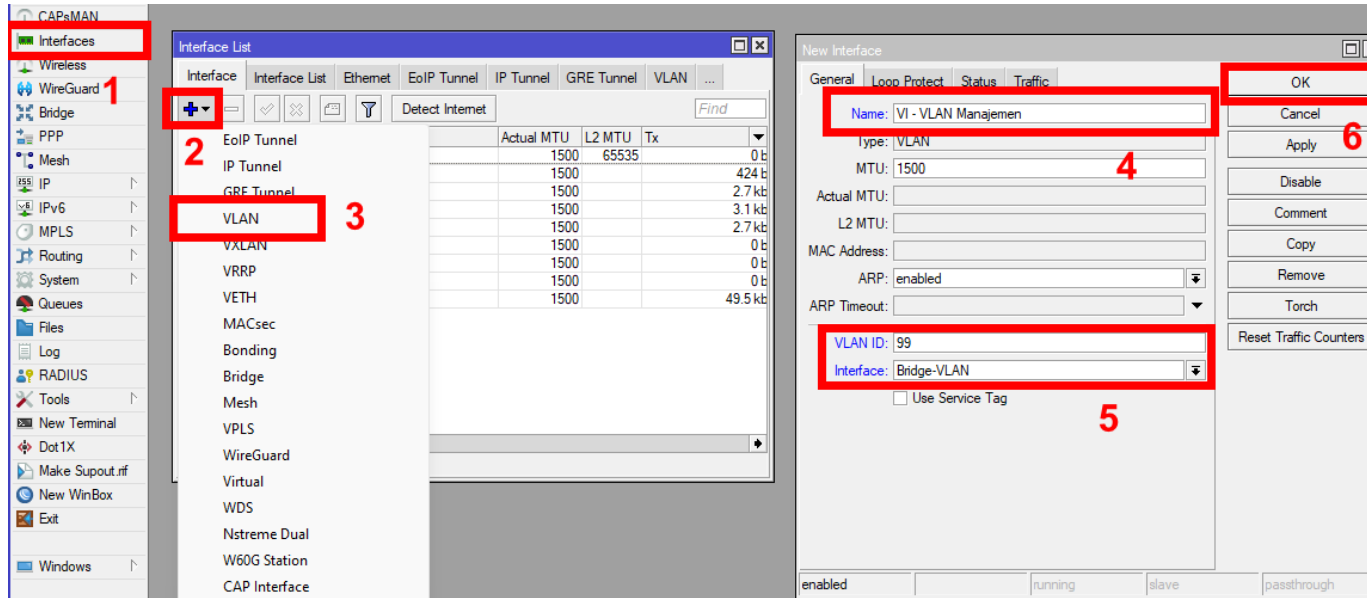 CAPsMAN
Interfaces
Wireless
WireGuard
1
Bridge
PPP
Mesh
255 IP
v6 IPv6
MPLS
Routing
System
Queues
Files
Log
RADIUS
Tools
New Terminal
Dot1X
Make Supout.rif
New WinBox
Exit
Windows
Interface List
Interface Interface List Ethernet EoIP Tunnel IP Tunnel GRE Tunnel VLAN ...
Detect Internet Find
2
Actual MTU L2 MTU Tx
1500 65535 0 b
1500 424 b
1500 2.7 kb
1500 3.1 kb
1500 2.7 kb
1500 0 b
1500 0 b
1500 0 b
1500 49.5 kb
EoIP Tunnel
IP Tunnel
GRE Tunnel
VLAN
3
VXLAN
VRRP
VETH
MACsec
Bonding
Bridge
Mesh
VPLS
WireGuard
Virtual
WDS
Nstreme Dual
W60G Station
CAP Interface
New Interface
General Loop Protect Status Traffic
Name: VI - VLAN Manajemen
Type: VLAN
4
MTU: 1500
Actual MTU:
L2 MTU:
MAC Address:
ARP: enabled
ARP Timeout:
VLAN ID: 99
Interface: Bridge-VLAN
Use Service Tag
5
OK
Cancel
6
Apply
Disable
Comment
Copy
Remove
Torch
Reset Traffic Counters
enabled running slave passthrough